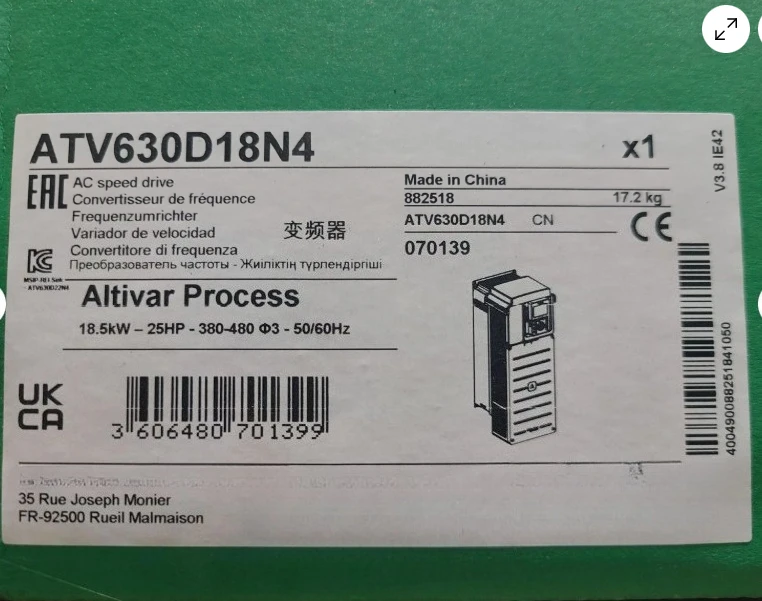 ATV630D18N4
x1
V3.8 IE42
EAC
AC speed drive
Convertisseur de fréquence
Frequenzumrichter
Variador de velocidad
变频器
Convertitore di frequenza
Преобразователь частоты - Жиіліктің түрлендіргіші
Made in China
882518
17.2 kg
ATV630D18N4 CN
CE
070139
Altivar Process
18.5kW – 25HP - 380-480 Φ3 - 50/60Hz
UK
CA
3 606480 701399
400490088251841050
35 Rue Joseph Monier
FR-92500 Rueil Malmaison